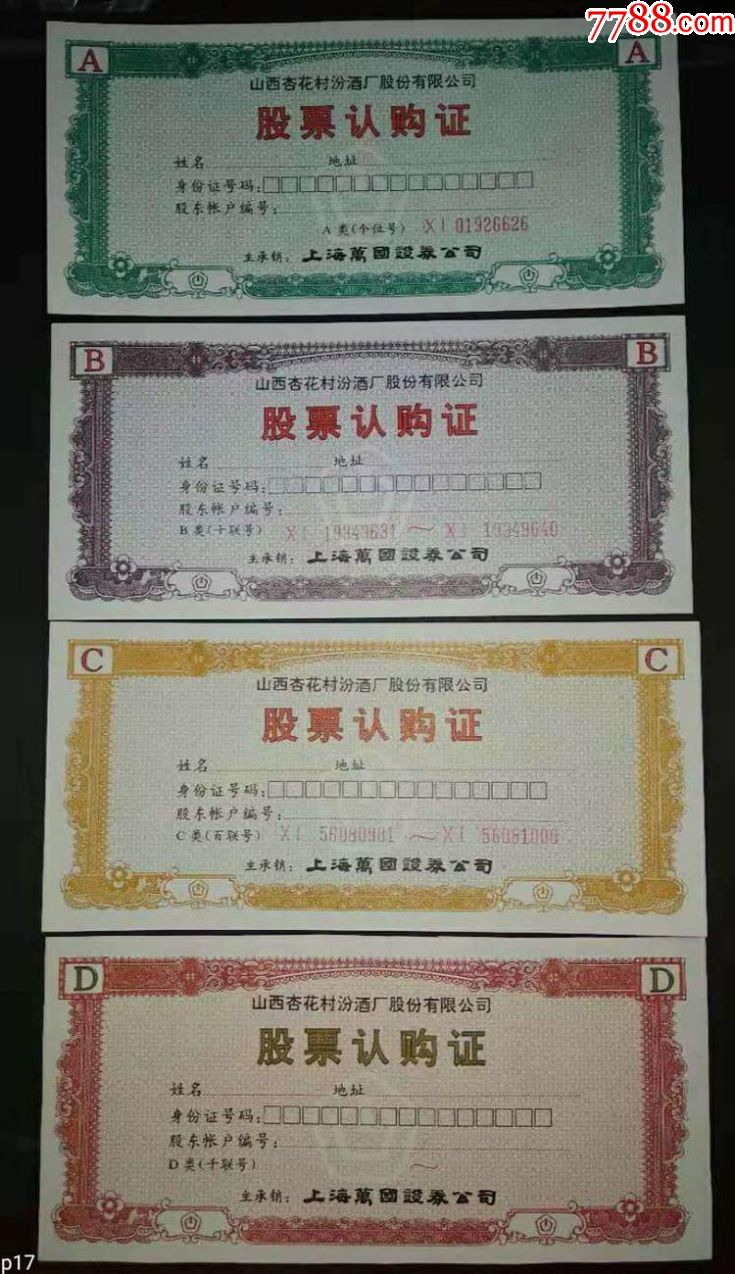 7788.com
A A
山西杏花村汾酒厂股份有限公司
股票认购证
姓名 地址
身份证号码:
股东帐户编号:
A 类(个位号) XI 01926626
主承销: 上海萬國證券公司
B B
山西杏花村汾酒厂股份有限公司
股票认购证
姓名 地址
身份证号码:
股东帐户编号:
B 类(十联号) XI 19349631 ～ XI 19349640
主承销: 上海萬國證券公司
C C
山西杏花村汾酒厂股份有限公司
股票认购证
姓名 地址
身份证号码:
股东帐户编号:
C 类(百联号) XI 56080901 ～ XI 56081000
主承销: 上海萬國證券公司
D D
山西杏花村汾酒厂股份有限公司
股票认购证
姓名 地址
身份证号码:
股东帐户编号:
D 类(千联号) ～
主承销: 上海萬國證券公司
p17